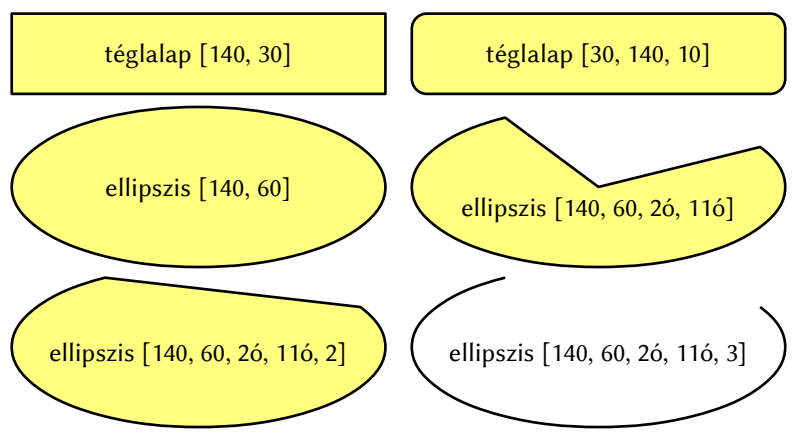 téglalap [140, 30]
téglalap [30, 140, 10]
ellipszis [140, 60]
ellipszis [140, 60, 2ó, 11ó]
ellipszis [140, 60, 2ó, 11ó, 2]
ellipszis [140, 60, 2ó, 11ó, 3]